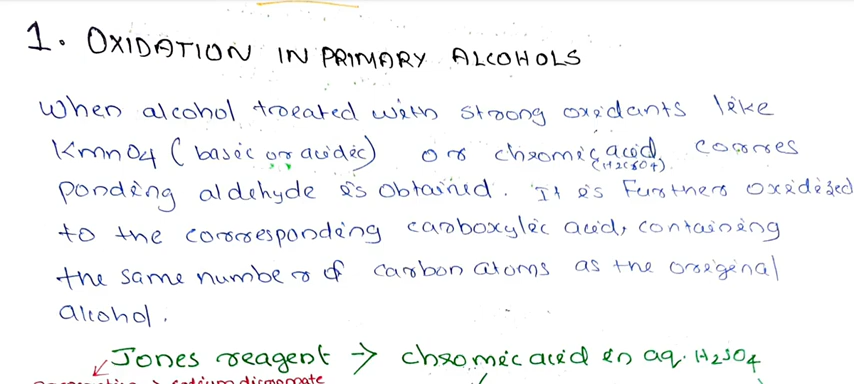 1. OXIDATION IN PRIMARY ALCOHOLS
When alcohol treated with strong oxidants like
KmnO4 (basic or acidic) or chromic acid, corres
(H2CrO4).
ponding aldehyde is obtained. It is Further oxidized
to the corresponding carboxylic acid, containing
the same number of carbon atoms as the original
alcohol.
Jones reagent → chromic acid in aq. H2SO4